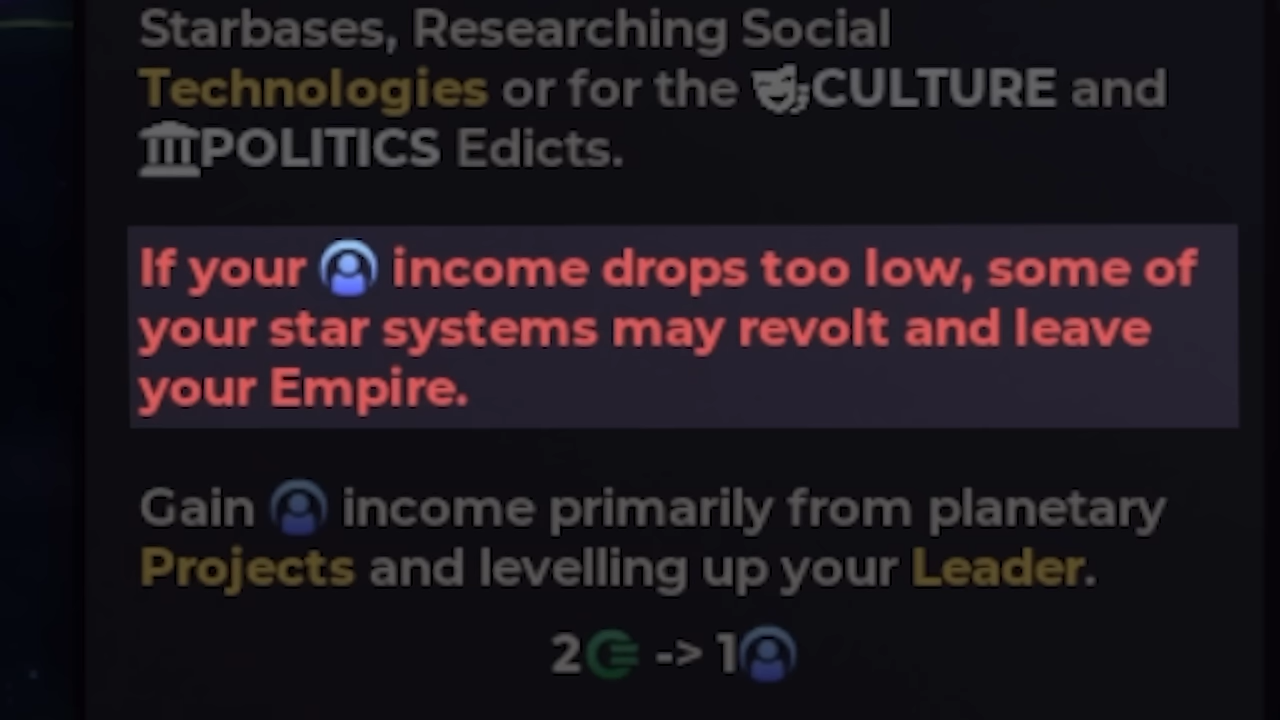 Starbases, Researching Social
Technologies or for the CULTURE and
POLITICS Edicts.
If your income drops too low, some of
your star systems may revolt and leave
your Empire.
Gain income primarily from planetary
Projects and levelling up your Leader.
2 -> 1